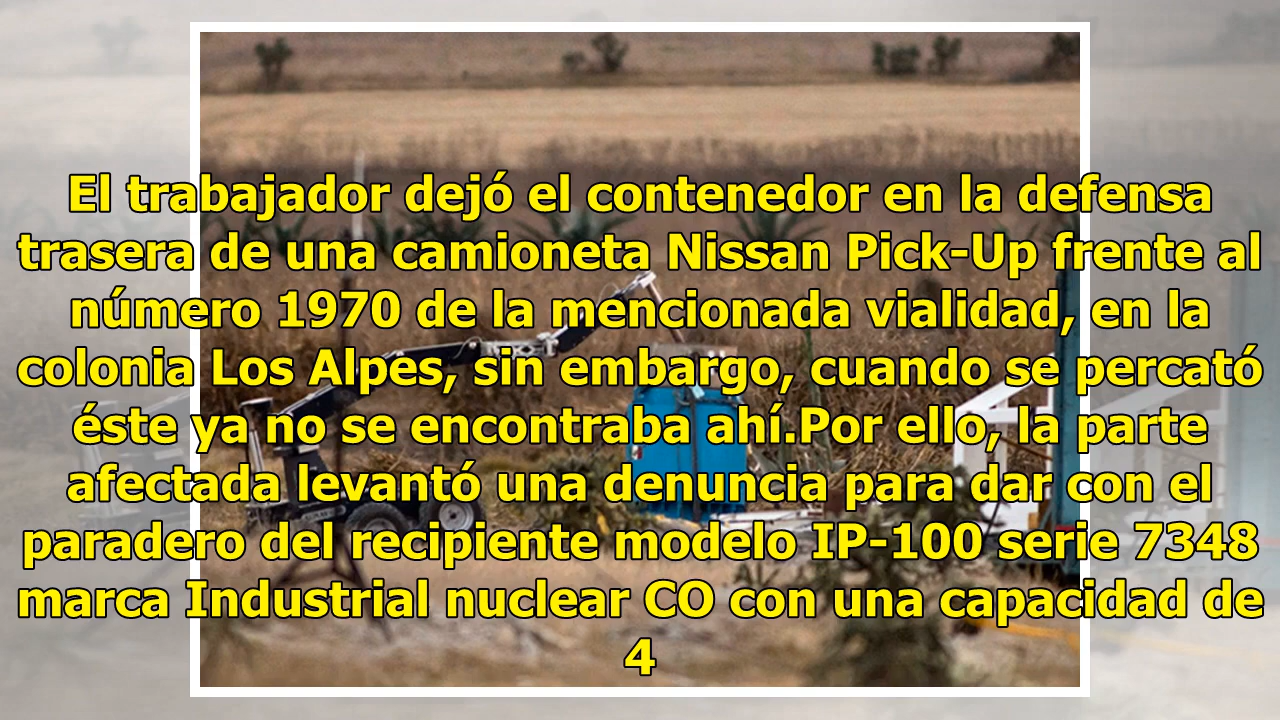 El trabajador dejó el contenedor en la defensa
trasera de una camioneta Nissan Pick-Up frente al
número 1970 de la mencionada vialidad, en la
colonia Los Alpes, sin embargo, cuando se percató
éste ya no se encontraba ahí.Por ello, la parte
afectada levantó una denuncia para dar con el
paradero del recipiente modelo IP-100 serie 7348
marca Industrial nuclear CO con una capacidad de
4